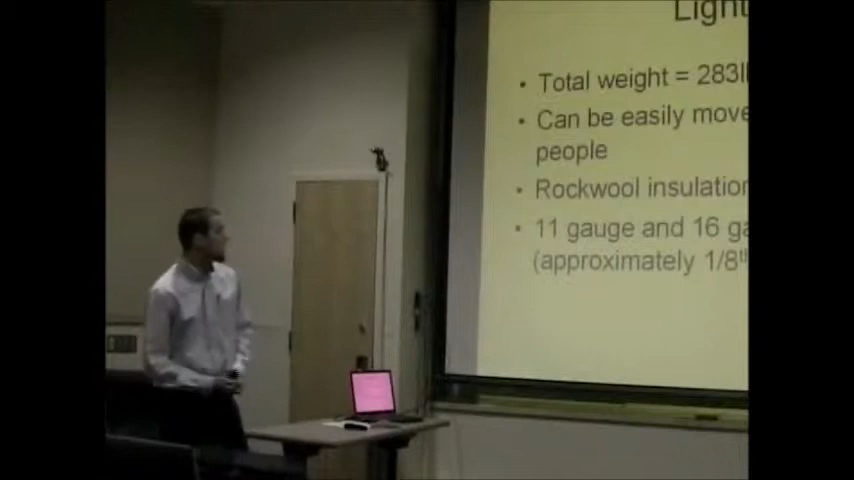 Light
• Total weight = 283l
• Can be easily move
people
• Rockwool insulation
• 11 gauge and 16 ga
(approximately 1/8th